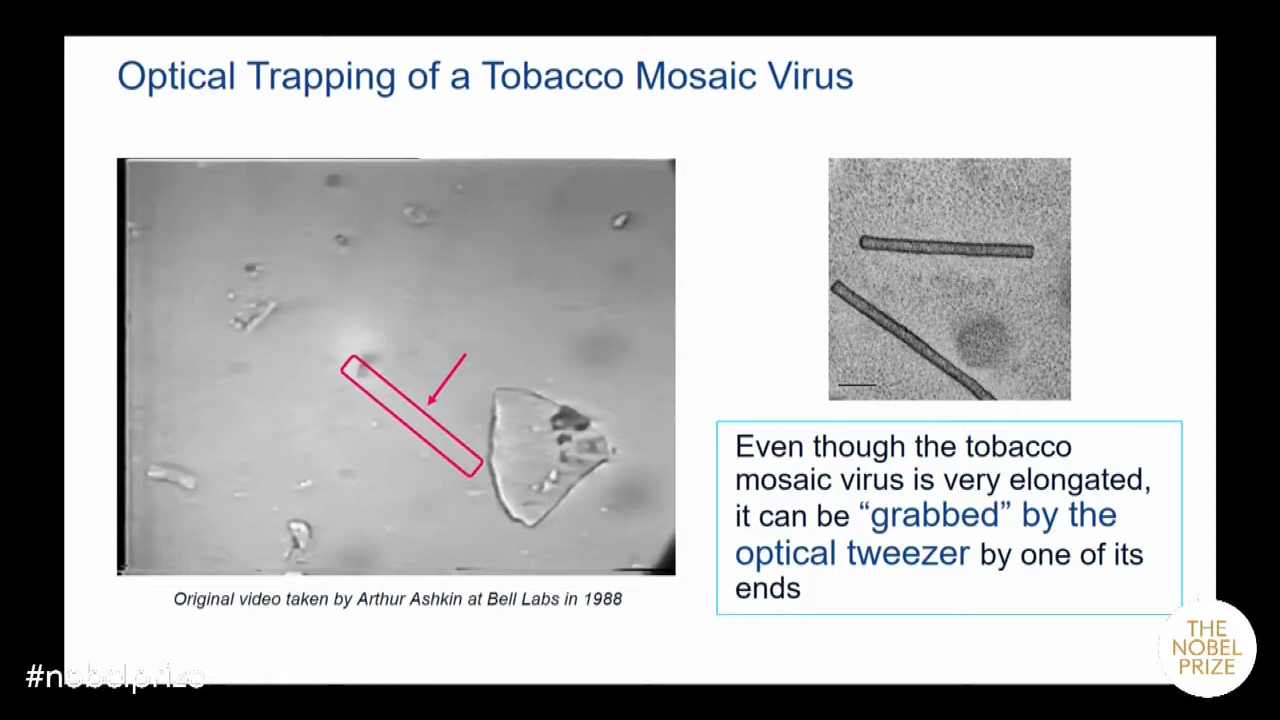 Optical Trapping of a Tobacco Mosaic Virus
Original video taken by Arthur Ashkin at Bell Labs in 1988
Even though the tobacco
mosaic virus is very elongated,
it can be “grabbed” by the
optical tweezer by one of its
ends
THE
NOBEL
PRIZE
#nobelprize